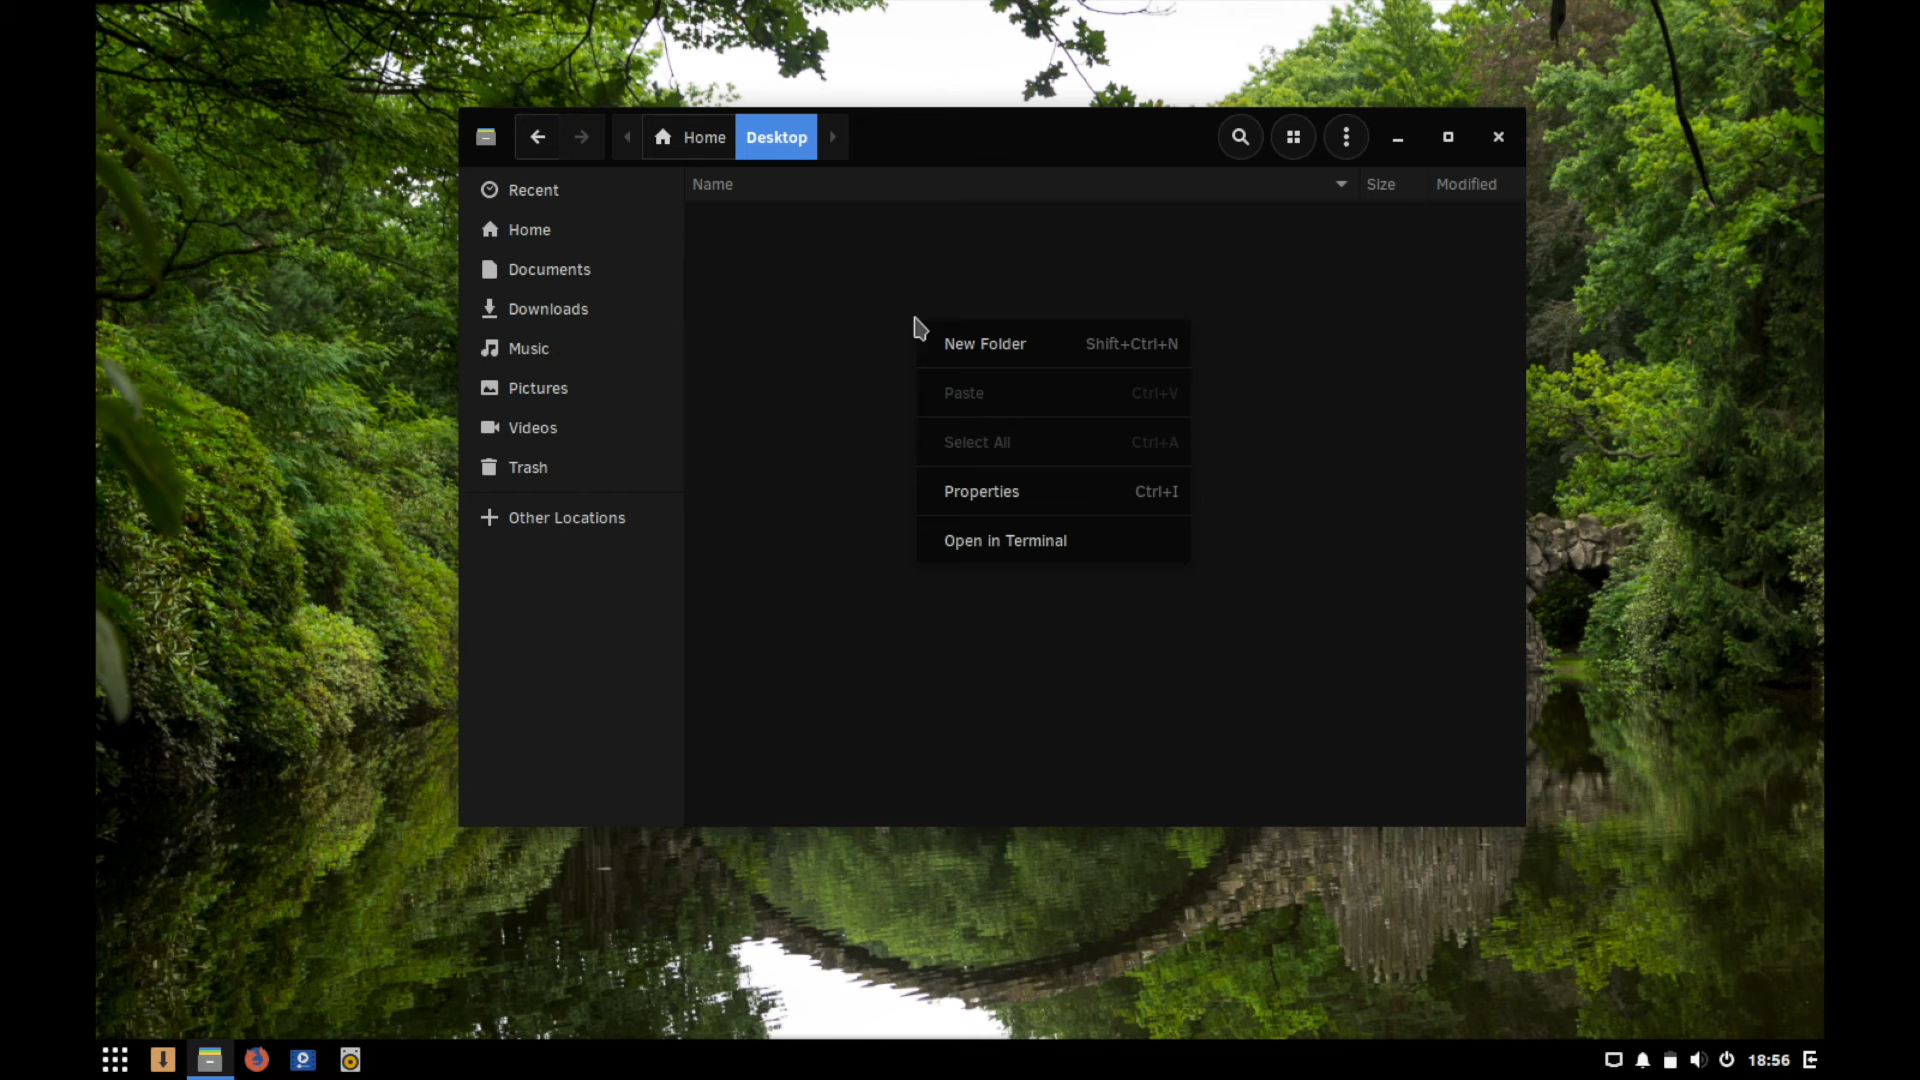 Home
Desktop
Recent
Home
Documents
Downloads
Music
Pictures
Videos
Trash
Other Locations
Name
Size
Modified
New Folder Shift+Ctrl+N
Paste Ctrl+V
Select All Ctrl+A
Properties Ctrl+I
Open in Terminal
18:56